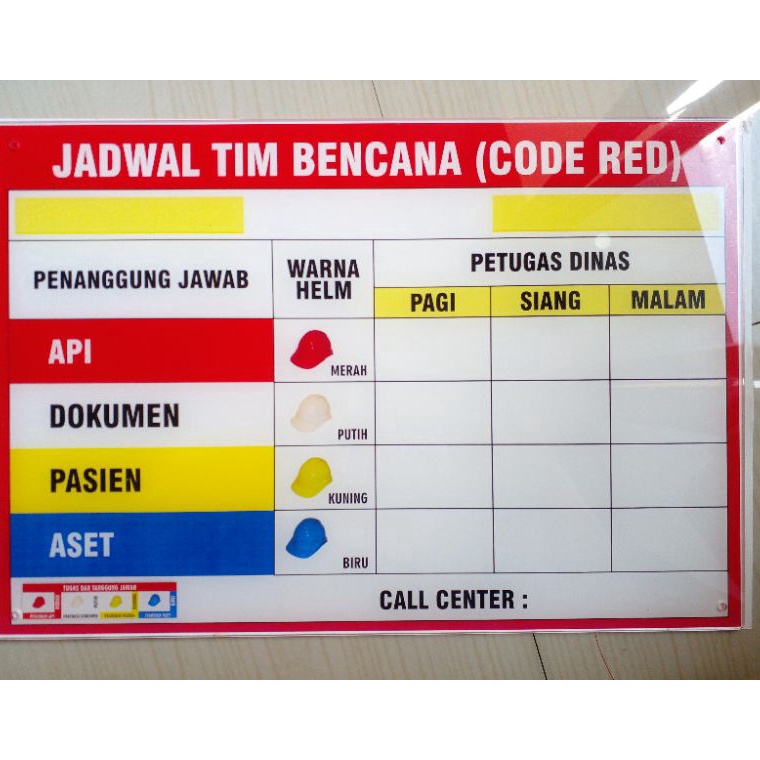 JADWAL TIM BENCANA (CODE RED)
PENANGGUNG JAWAB
WARNA
HELM
PETUGAS DINAS
PAGI SIANG MALAM
API
MERAH
DOKUMEN
PUTIH
PASIEN
KUNING
ASET
BIRU
TUGAS DAN TANGGUNG JAWAB
CALL CENTER :